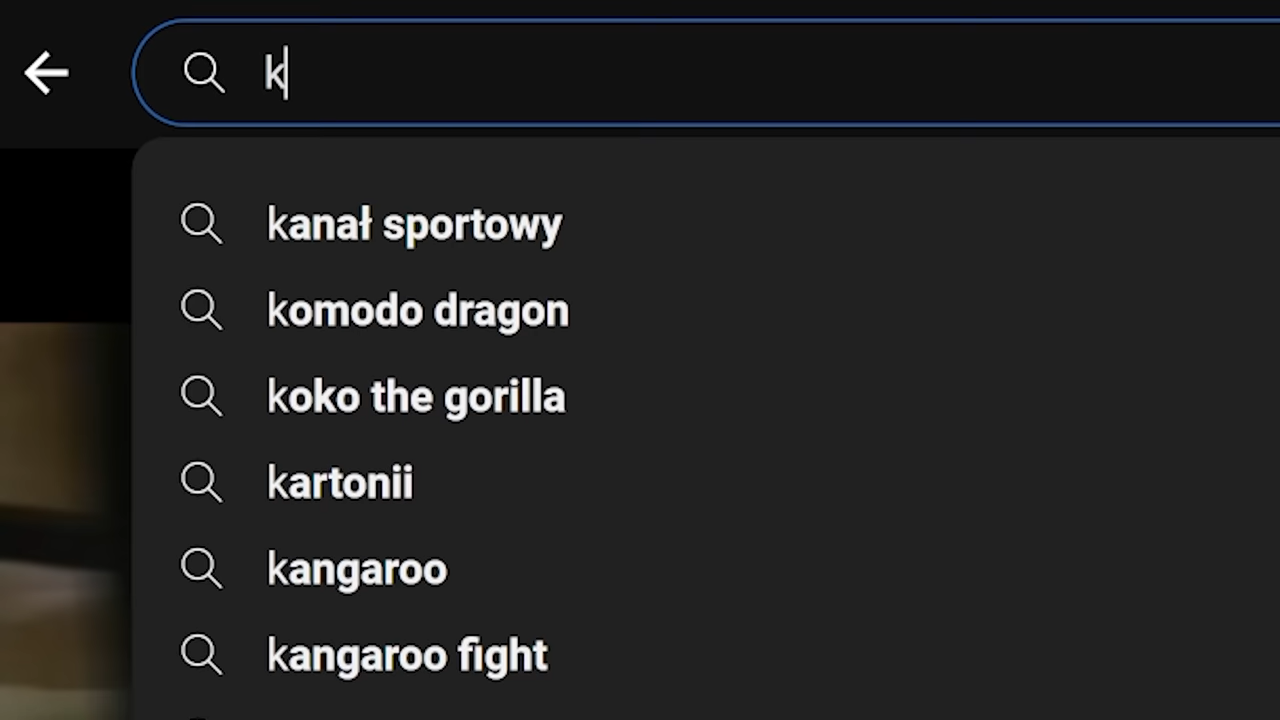 k
kanał sportowy
komodo dragon
koko the gorilla
kartonii
kangaroo
kangaroo fight